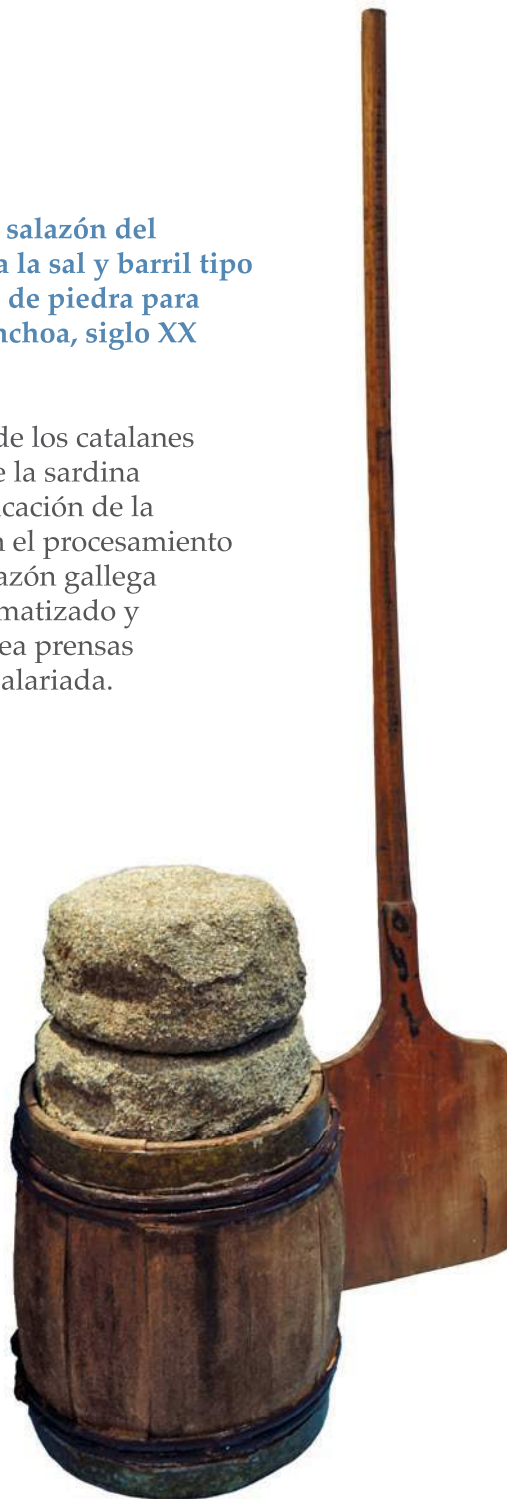 salazón del
a la sal y barril tipo
de piedra para
nchoa, siglo XX
de los catalanes
e la sardina
cación de la
n el procesamiento
azón gallega
matizado y
ea prensas
alariada.